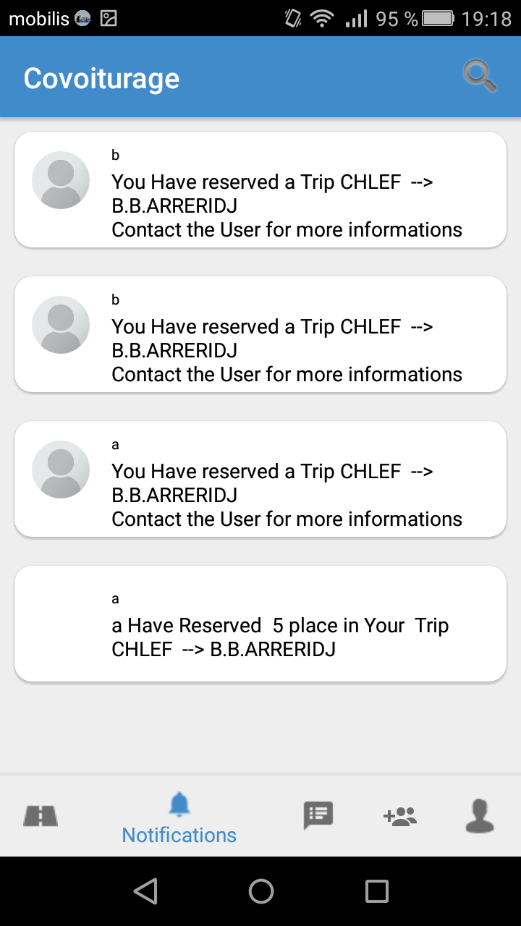 mobilis 95 % 19:18
Covoiturage
b
You Have reserved a Trip CHLEF -->
B.B.ARRERIDJ
Contact the User for more informations
b
You Have reserved a Trip CHLEF -->
B.B.ARRERIDJ
Contact the User for more informations
a
You Have reserved a Trip CHLEF -->
B.B.ARRERIDJ
Contact the User for more informations
a
a Have Reserved 5 place in Your Trip
CHLEF --> B.B.ARRERIDJ
Notifications